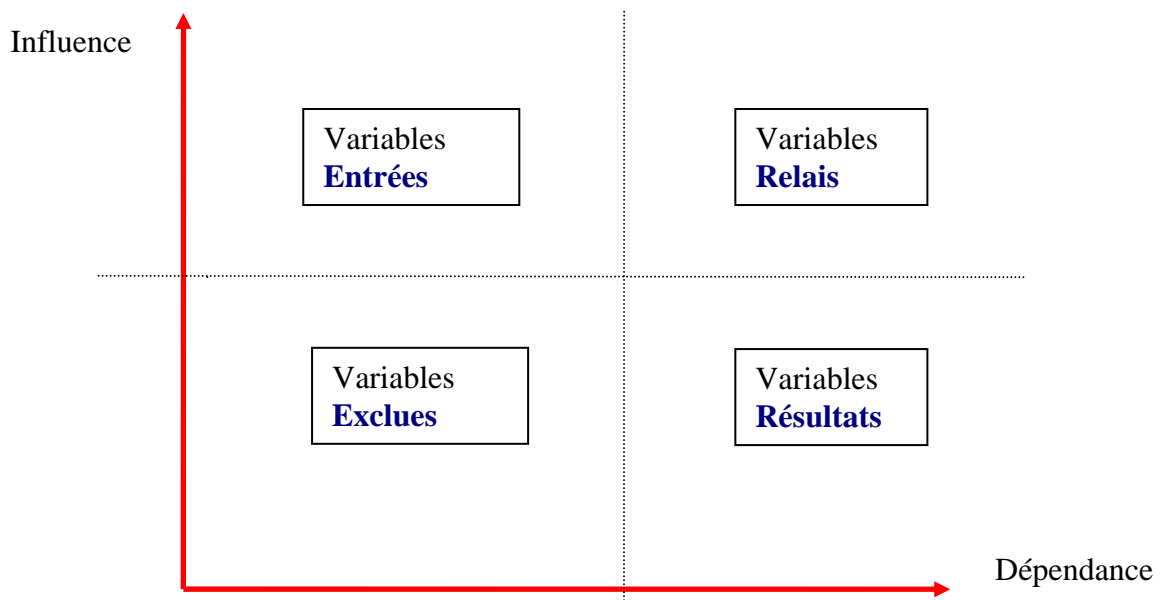 Influence
Variables
Entrées
Variables
Relais
Variables
Exclues
Variables
Résultats
Dépendance